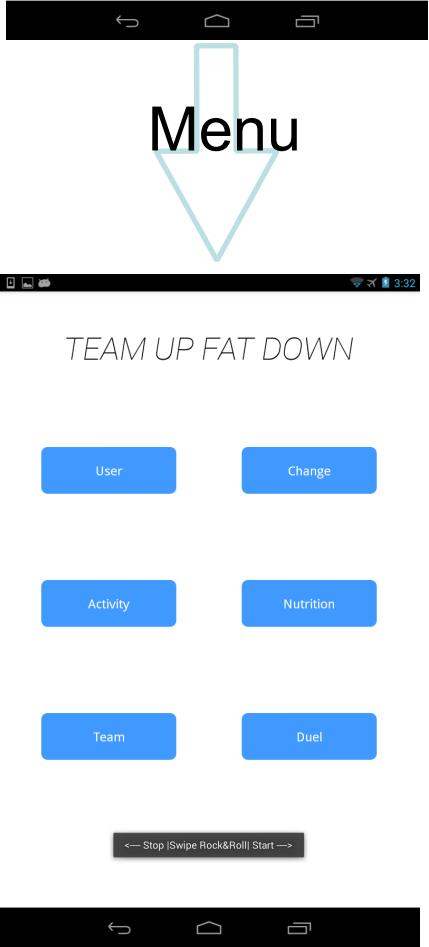 Menu
3:32
TEAM UP FAT DOWN
User
Change
Activity
Nutrition
Team
Duel
<---- Stop |Swipe Rock&Roll| Start ---->